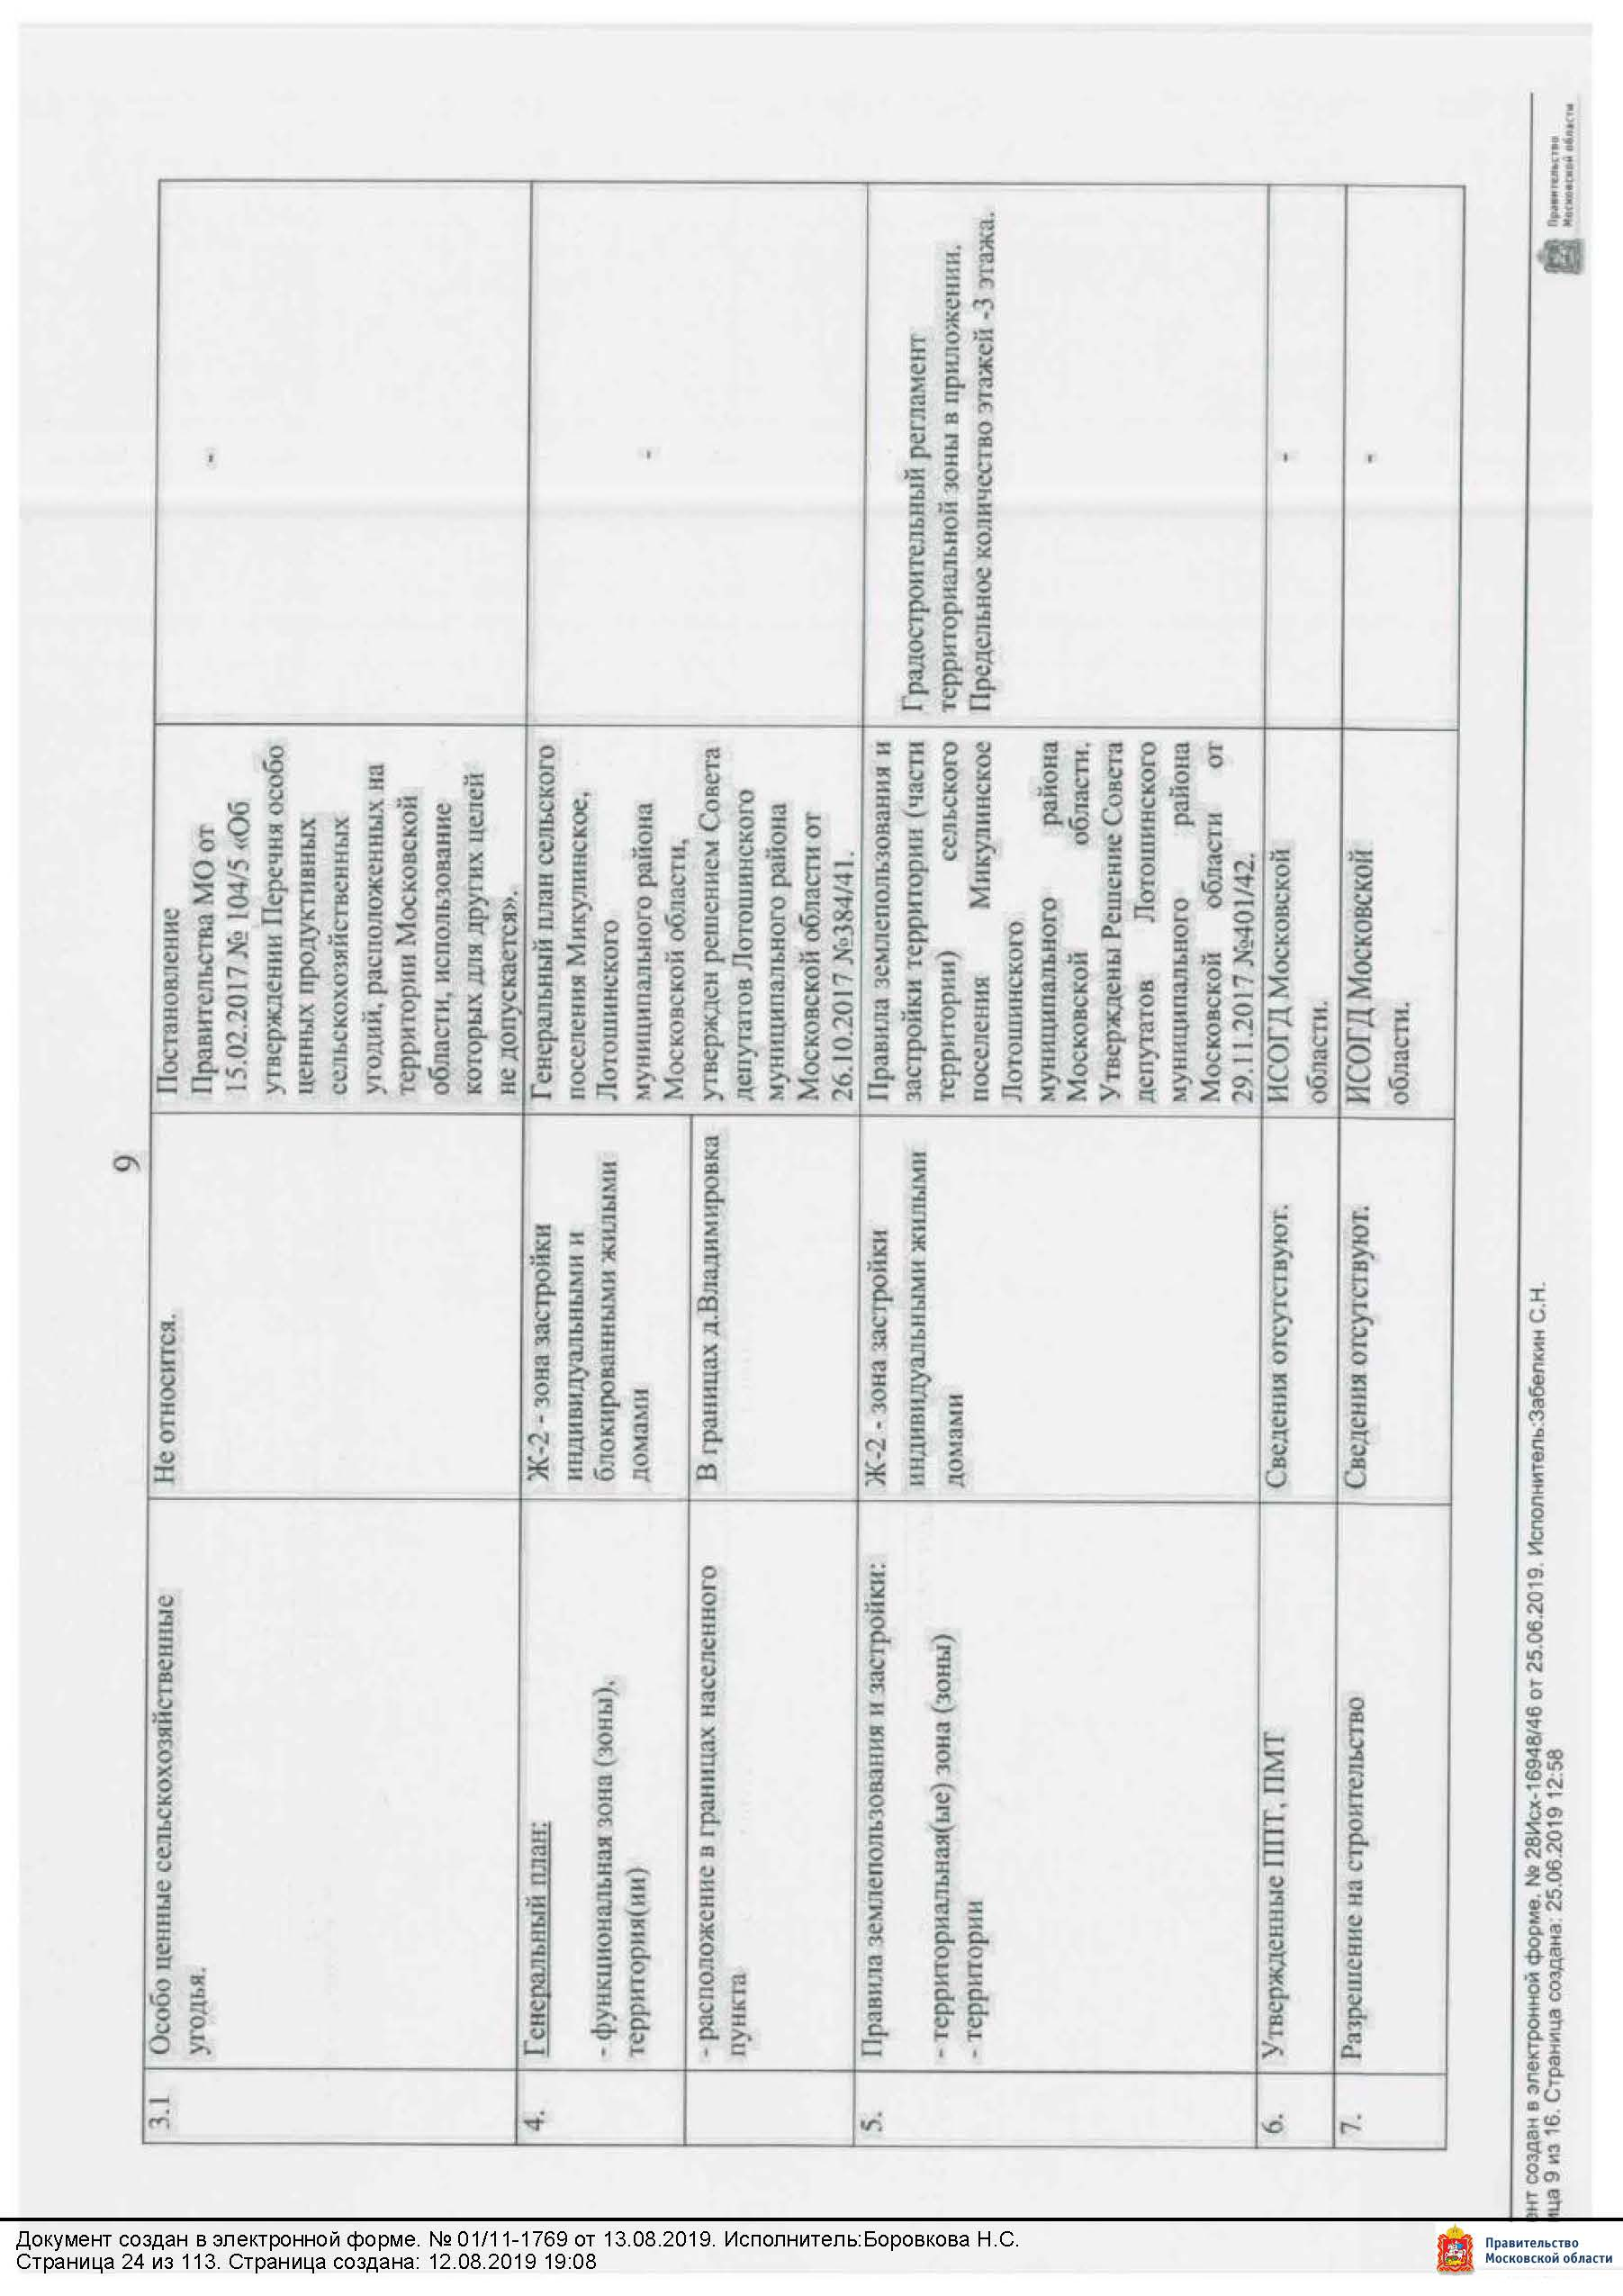 9
3.1
Особо ценные сельскохозяйственные
угодья.
Не относится.
Постановление
Правительства МО от
15.02.2017 № 104/5 «Об
утверждении Перечня особо
ценных продуктивных
сельскохозяйственных
угодий, расположенных на
территории Московской
области, использование
которых для других целей
не допускается».
-
4.
Генеральный план:
- функциональная зона (зоны),
территория(ии)
Ж-2 - зона застройки
индивидуальными и
блокированными жилыми
домами
Генеральный план сельского
поселения Микулинское,
Лотошинского
муниципального района
Московской области,
утвержден решением Совета
депутатов Лотошинского
муниципального района
Московской области от
26.10.2017 №384/41.
-
- расположение в границах населенного
пункта
В границах д.Владимировка
5.
Правила землепользования и застройки:
- территориальная(ые) зона (зоны)
- территории
Ж-2 - зона застройки
индивидуальными жилыми
домами
Правила землепользования и
застройки территории (части
территории) сельского
поселения Микулинское
Лотошинского
муниципального района
Московской области.
Утверждены Решение Совета
депутатов Лотошинского
муниципального района
Московской области от
29.11.2017 №401/42.
Градостроительный регламент
территориальной зоны в приложении.
Предельное количество этажей -3 этажа.
6.
Утвержденные ППТ, ПМТ
Сведения отсутствуют.
ИСОГД Московской
области.
-
7.
Разрешение на строительство
Сведения отсутствуют.
ИСОГД Московской
области.
-
ент создан в электронной форме. № 28Исх-16948/46 от 25.06.2019. Исполнитель:Забелкин С.Н.
ица 9 из 16. Страница создана: 25.06.2019 12:58
Правительство
Московской области
Документ создан в электронной форме. № 01/11-1769 от 13.08.2019. Исполнитель:Боровкова Н.С.
Страница 24 из 113. Страница создана: 12.08.2019 19:08
Правительство
Московской области